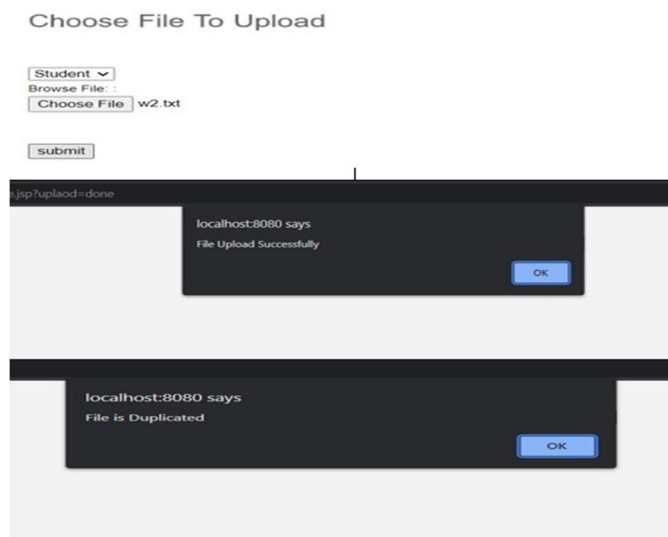 Choose File To Upload
Student
Browse File: :
Choose File w2.txt
submit
e.jsp?uplaod=done
localhost:8080 says
File Upload Successfully
OK
localhost:8080 says
File is Duplicated
OK